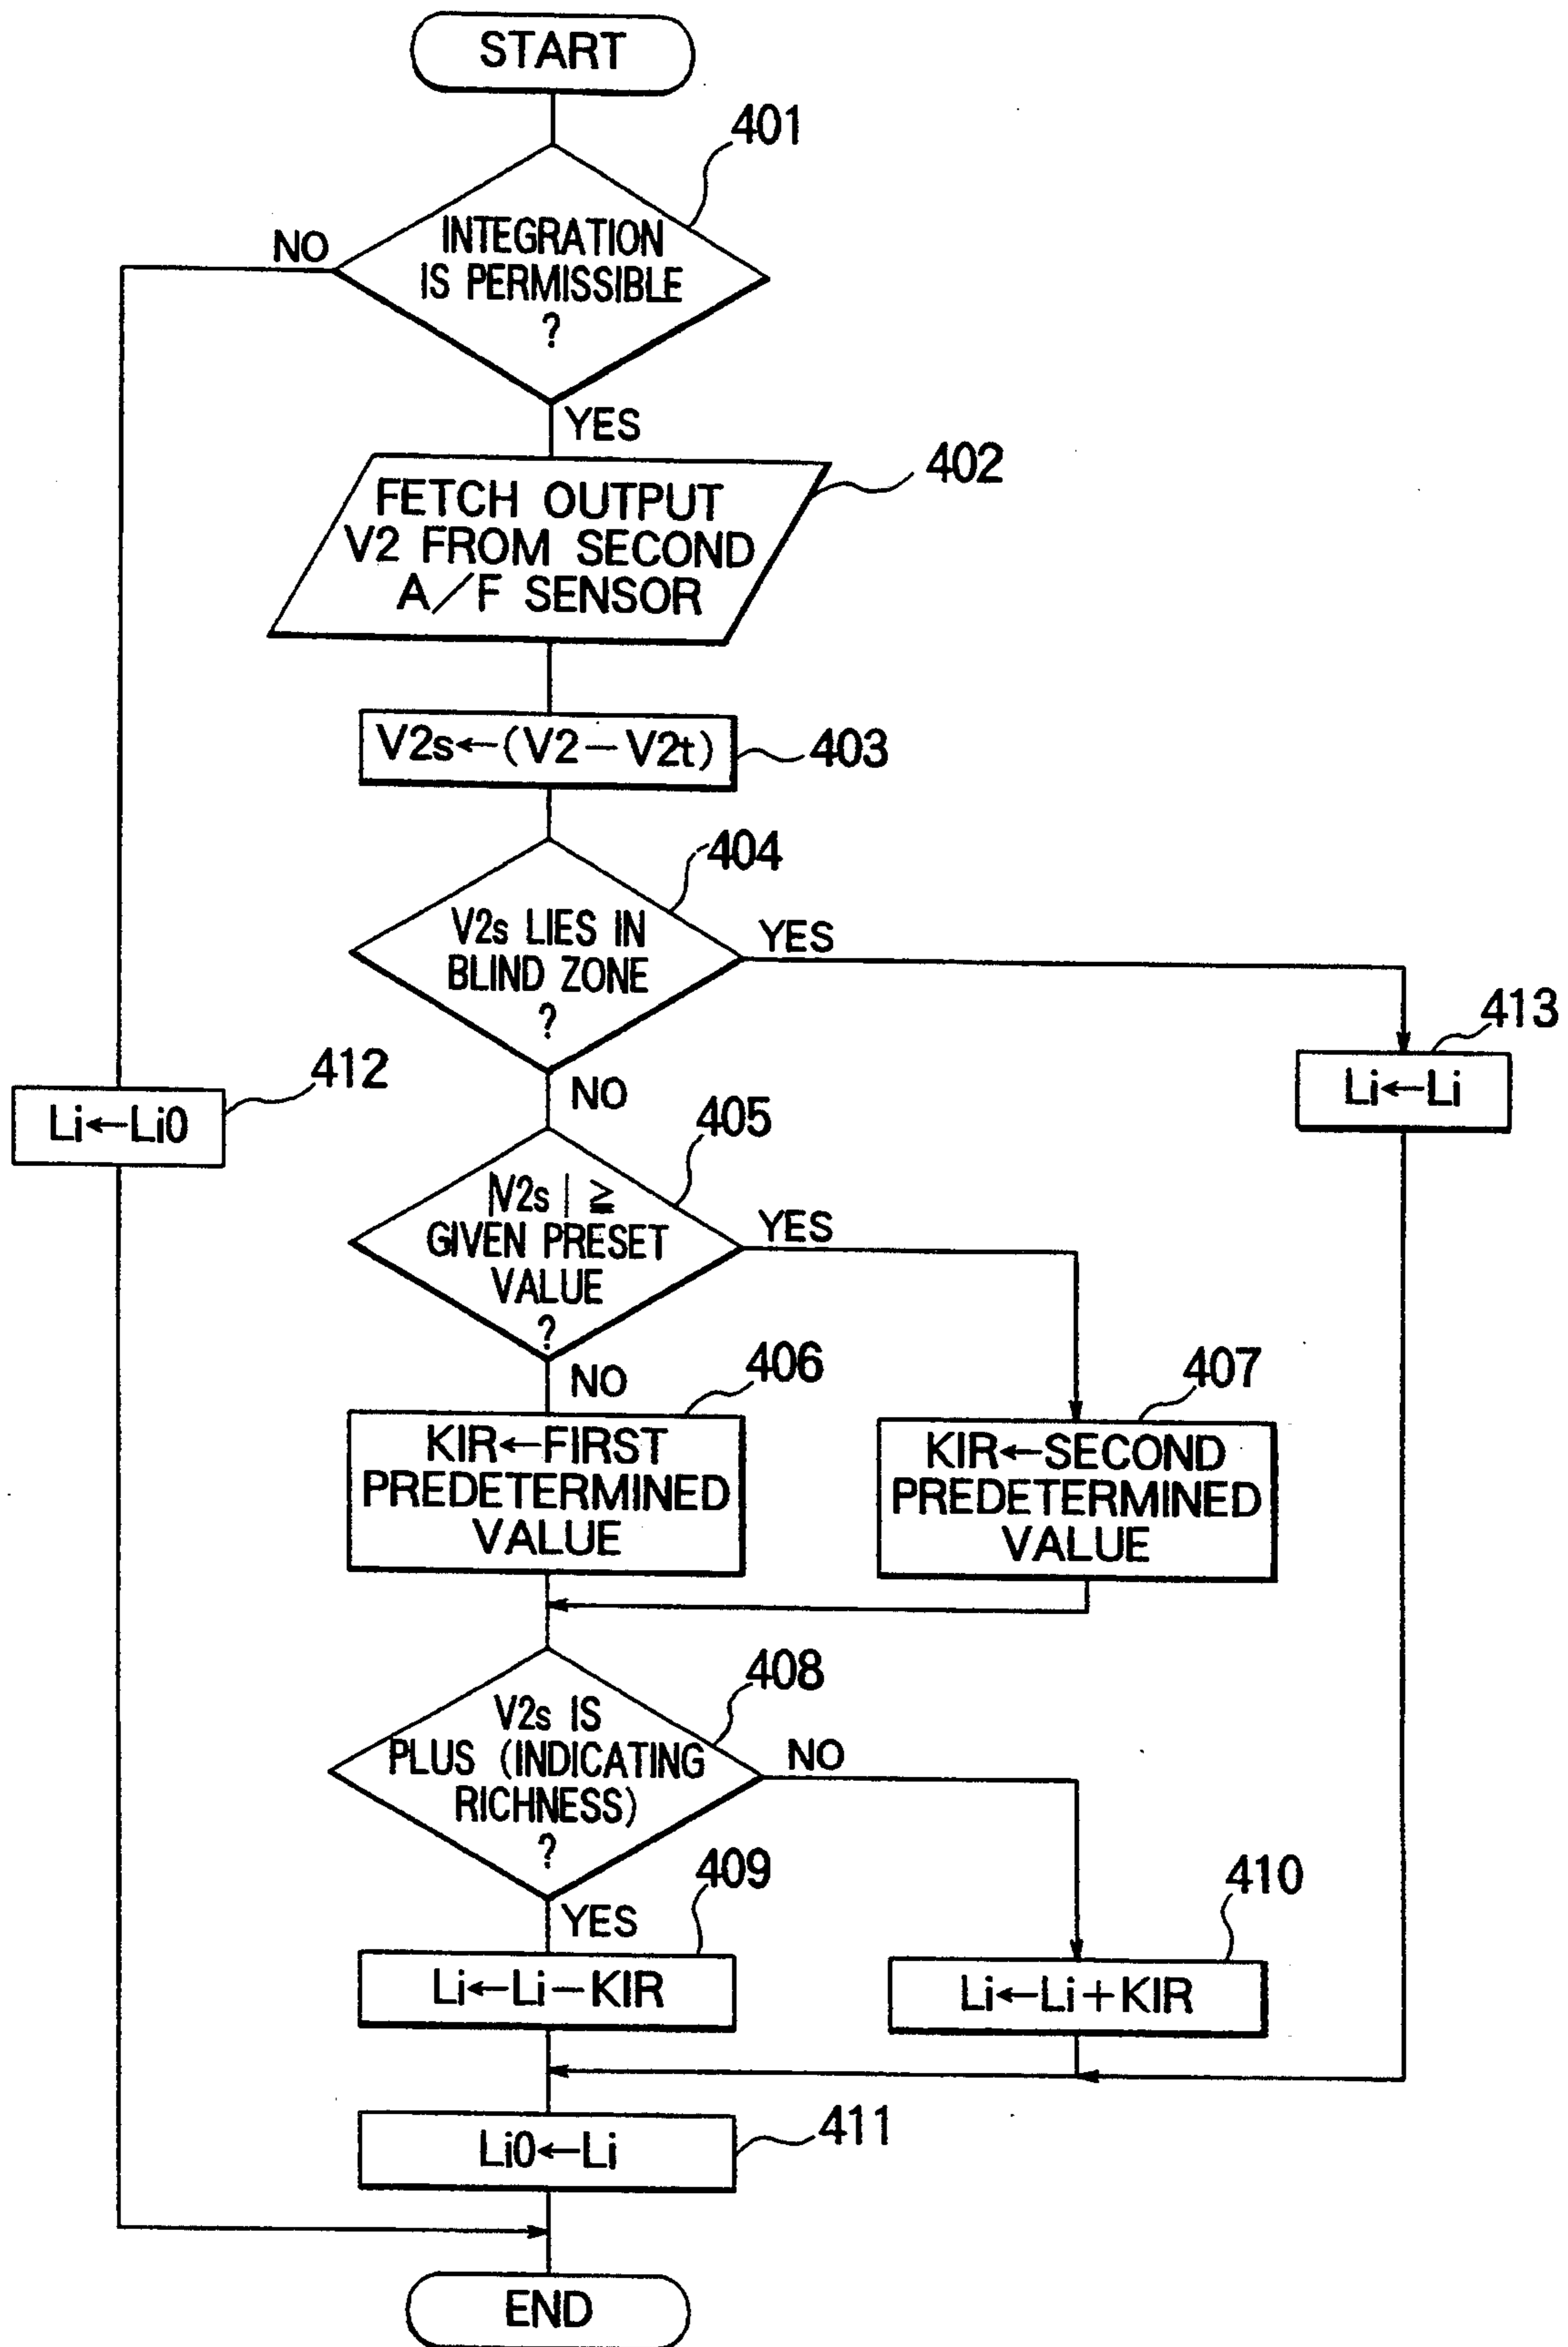 START
401
INTEGRATION
IS PERMISSIBLE
?
NO
YES
402
FETCH OUTPUT
V2 FROM SECOND
A/F SENSOR
V2s←(V2−V2t)
403
404
V2s LIES IN
BLIND ZONE
?
YES
NO
413
Li←Li
412
Li←Li0
405
|V2s| ≧
GIVEN PRESET
VALUE
?
YES
NO
406
KIR←FIRST
PREDETERMINED
VALUE
407
KIR←SECOND
PREDETERMINED
VALUE
408
V2s IS
PLUS (INDICATING
RICHNESS)
?
NO
YES
409
Li←Li−KIR
410
Li←Li+KIR
Li0←Li
411
END